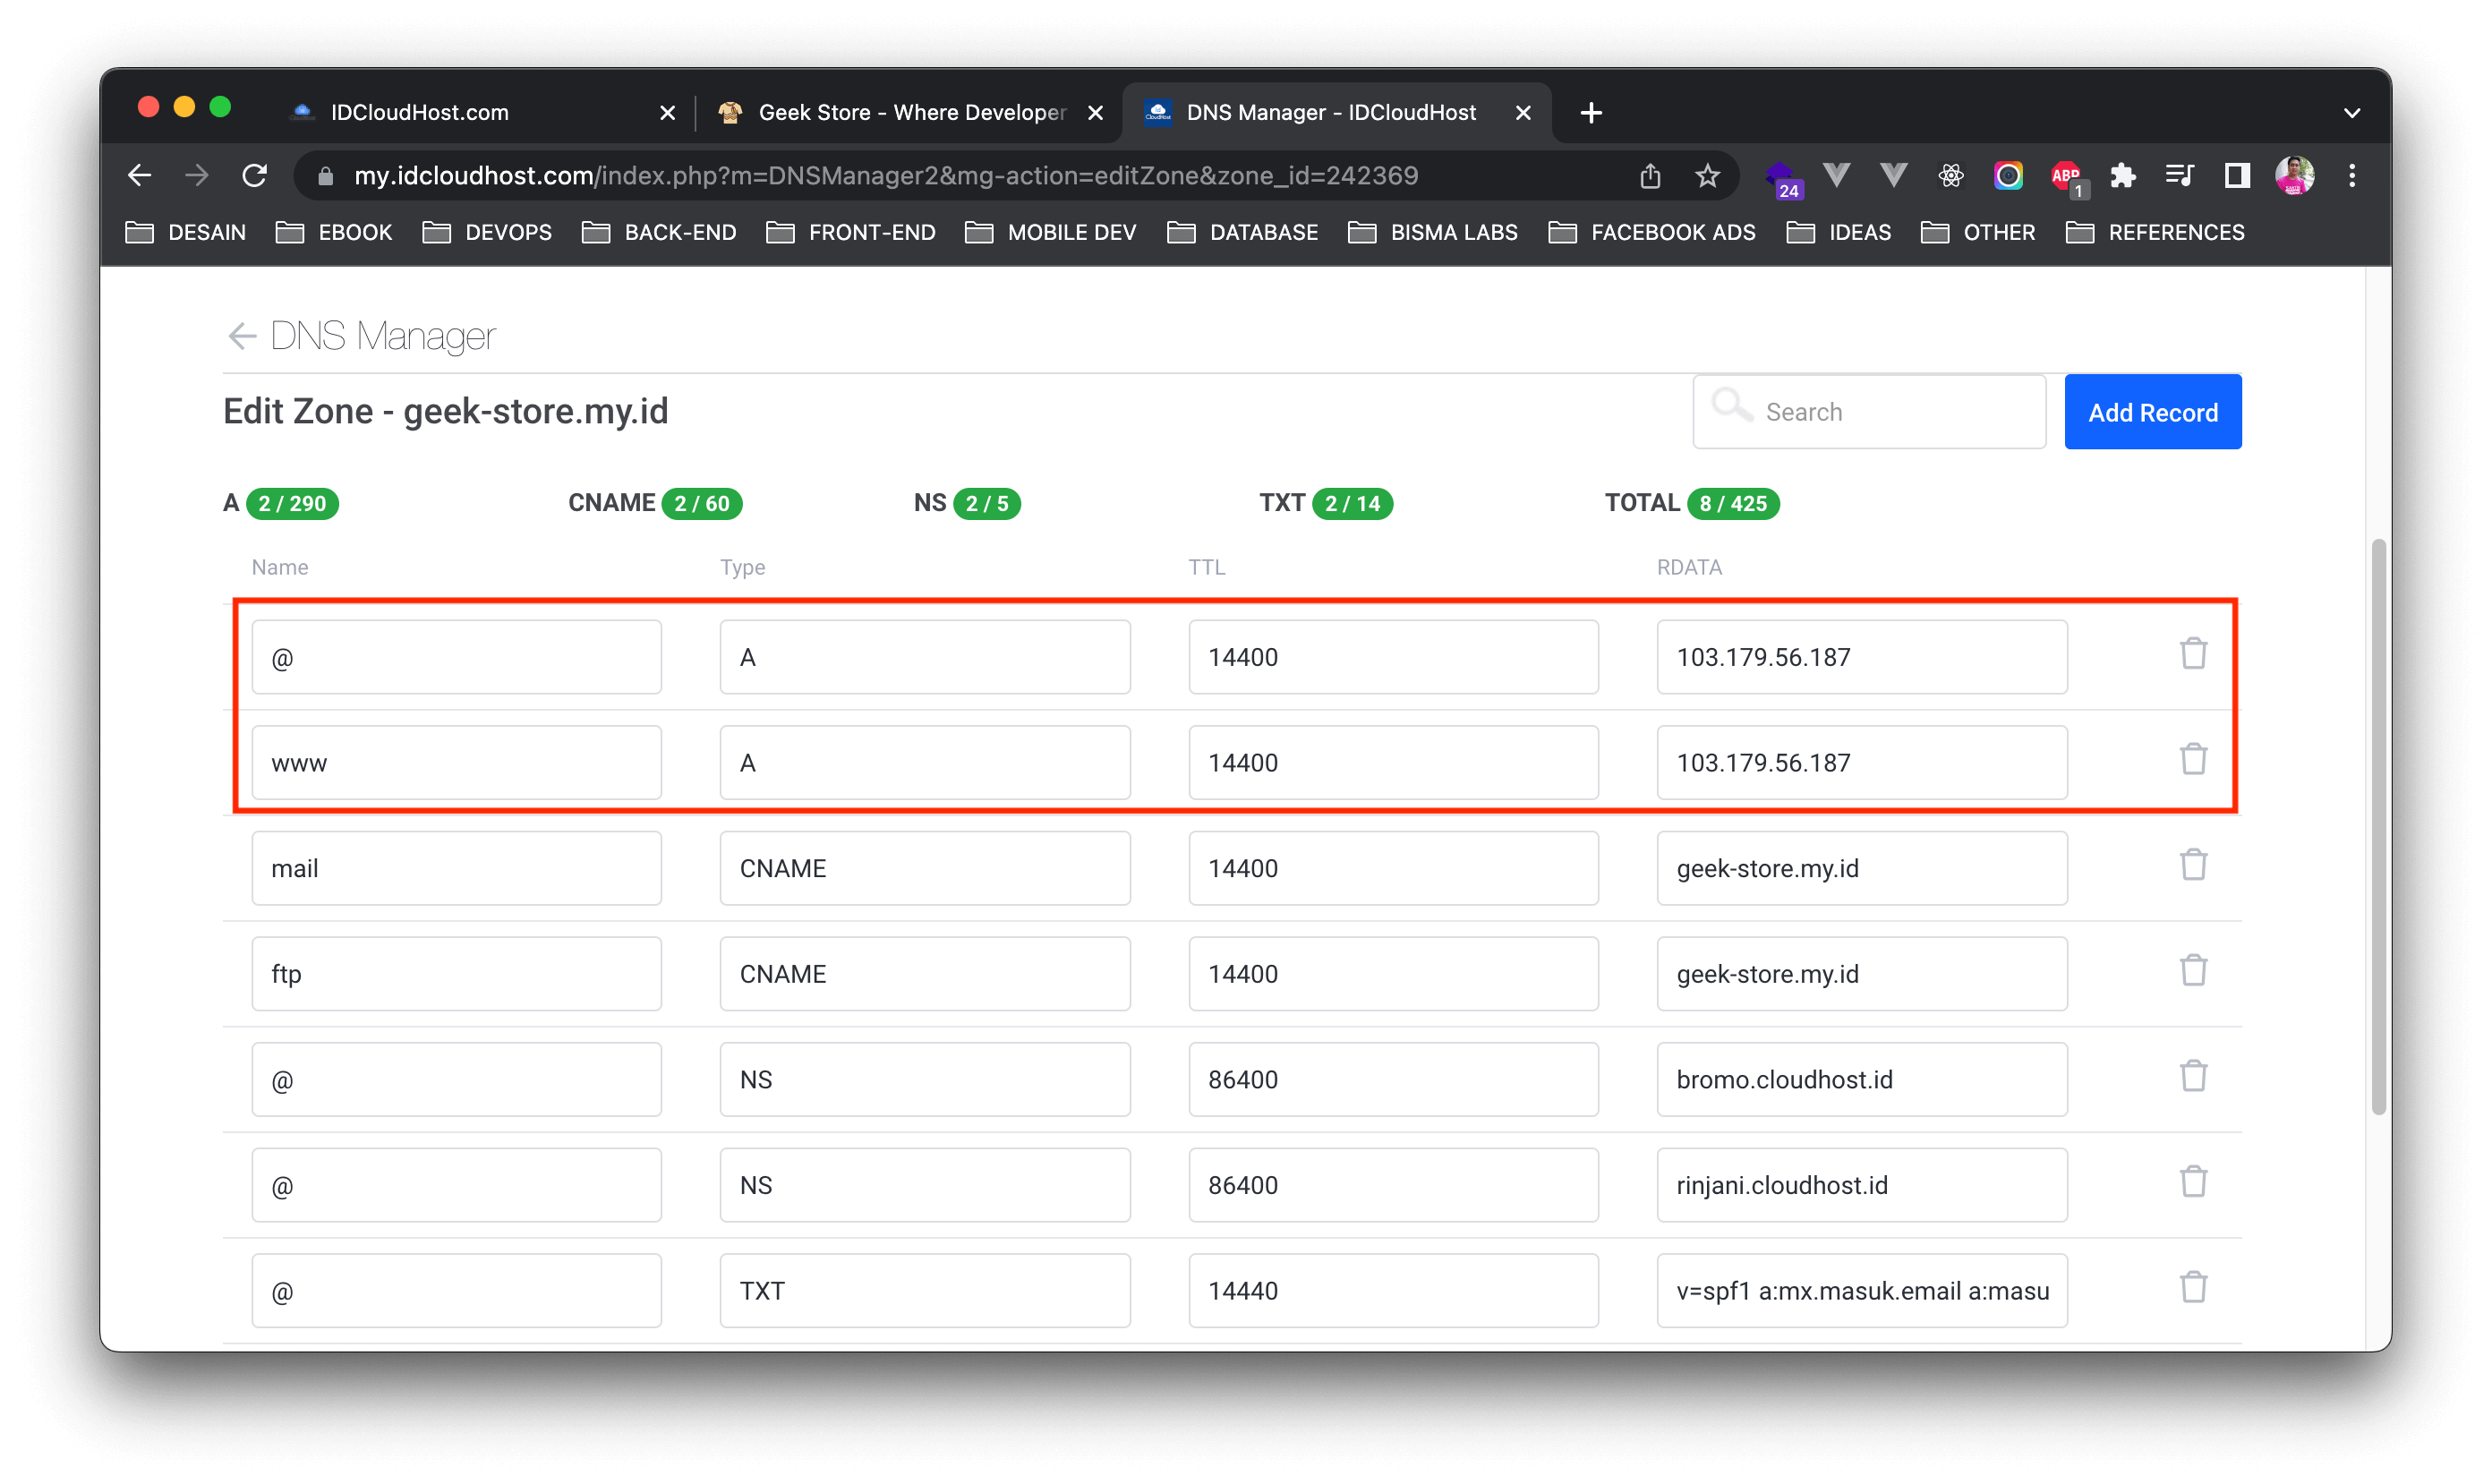 IDCloudHost.com
Geek Store - Where Developer
DNS Manager - IDCloudHost
my.idcloudhost.com/index.php?m=DNSManager2&mg-action=editZone&zone_id=242369
24
ABP
1
DESAIN EBOOK DEVOPS BACK-END FRONT-END MOBILE DEV DATABASE BISMA LABS FACEBOOK ADS IDEAS OTHER REFERENCES
DNS Manager
Edit Zone - geek-store.my.id
Search
Add Record
A 2 / 290 CNAME 2 / 60 NS 2 / 5 TXT 2 / 14 TOTAL 8 / 425
Name Type TTL RDATA
@ A 14400 103.179.56.187
www A 14400 103.179.56.187
mail CNAME 14400 geek-store.my.id
ftp CNAME 14400 geek-store.my.id
@ NS 86400 bromo.cloudhost.id
@ NS 86400 rinjani.cloudhost.id
@ TXT 14440 v=spf1 a:mx.masuk.email a:masu